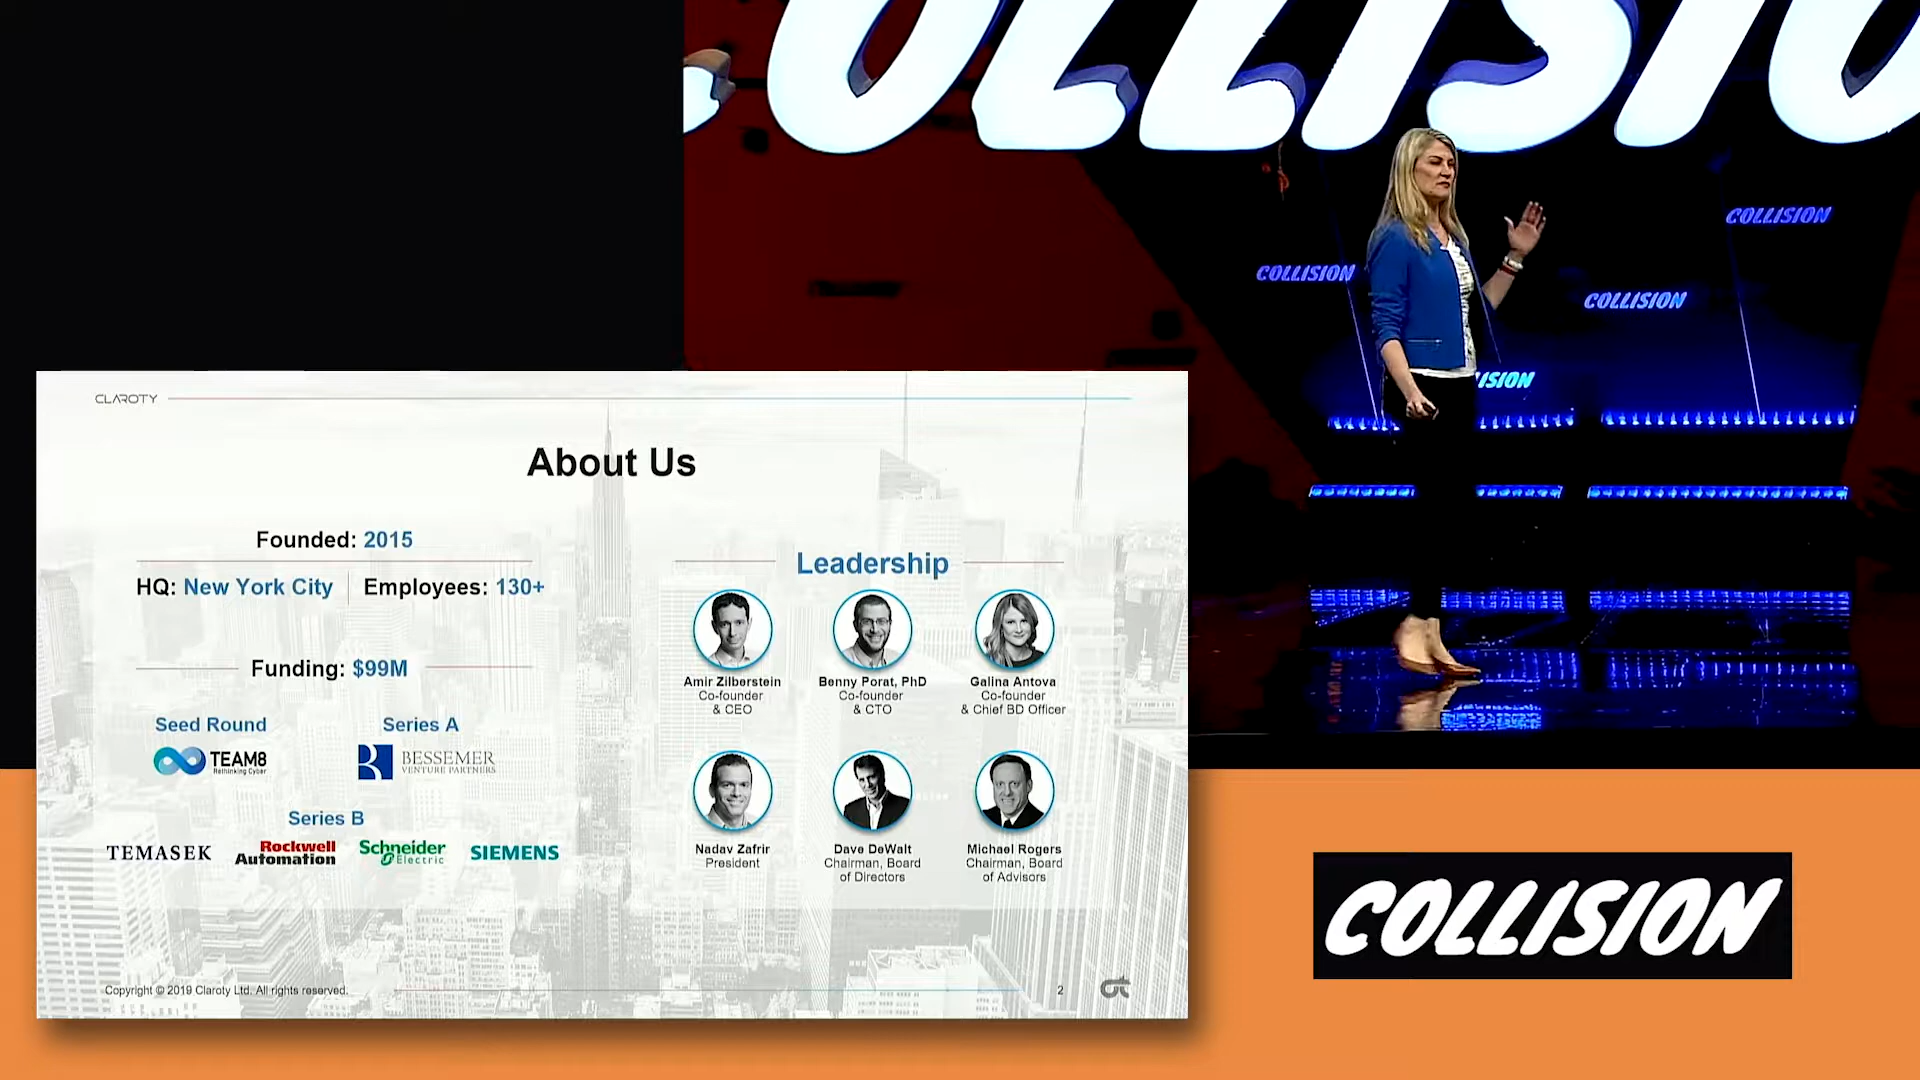 COLLISION
COLLISION
COLLISION
COLLISION
ISION
CLAROTY
About Us
Founded: 2015
HQ: New York City
Employees: 130+
Funding: $99M
Seed Round
Series A
TEAM8
Rethinking Cyber
BESSEMER
VENTURE PARTNERS
Series B
TEMASEK
Rockwell
Automation
Schneider
Electric
SIEMENS
Leadership
Amir Zilberstein
Co-founder
& CEO
Benny Porat, PhD
Co-founder
& CTO
Galina Antova
Co-founder
& Chief BD Officer
Nadav Zafrir
President
Dave DeWalt
Chairman, Board
of Directors
Michael Rogers
Chairman, Board
of Advisors
Copyright © 2019 Claroty Ltd. All rights reserved.
2
COLLISION